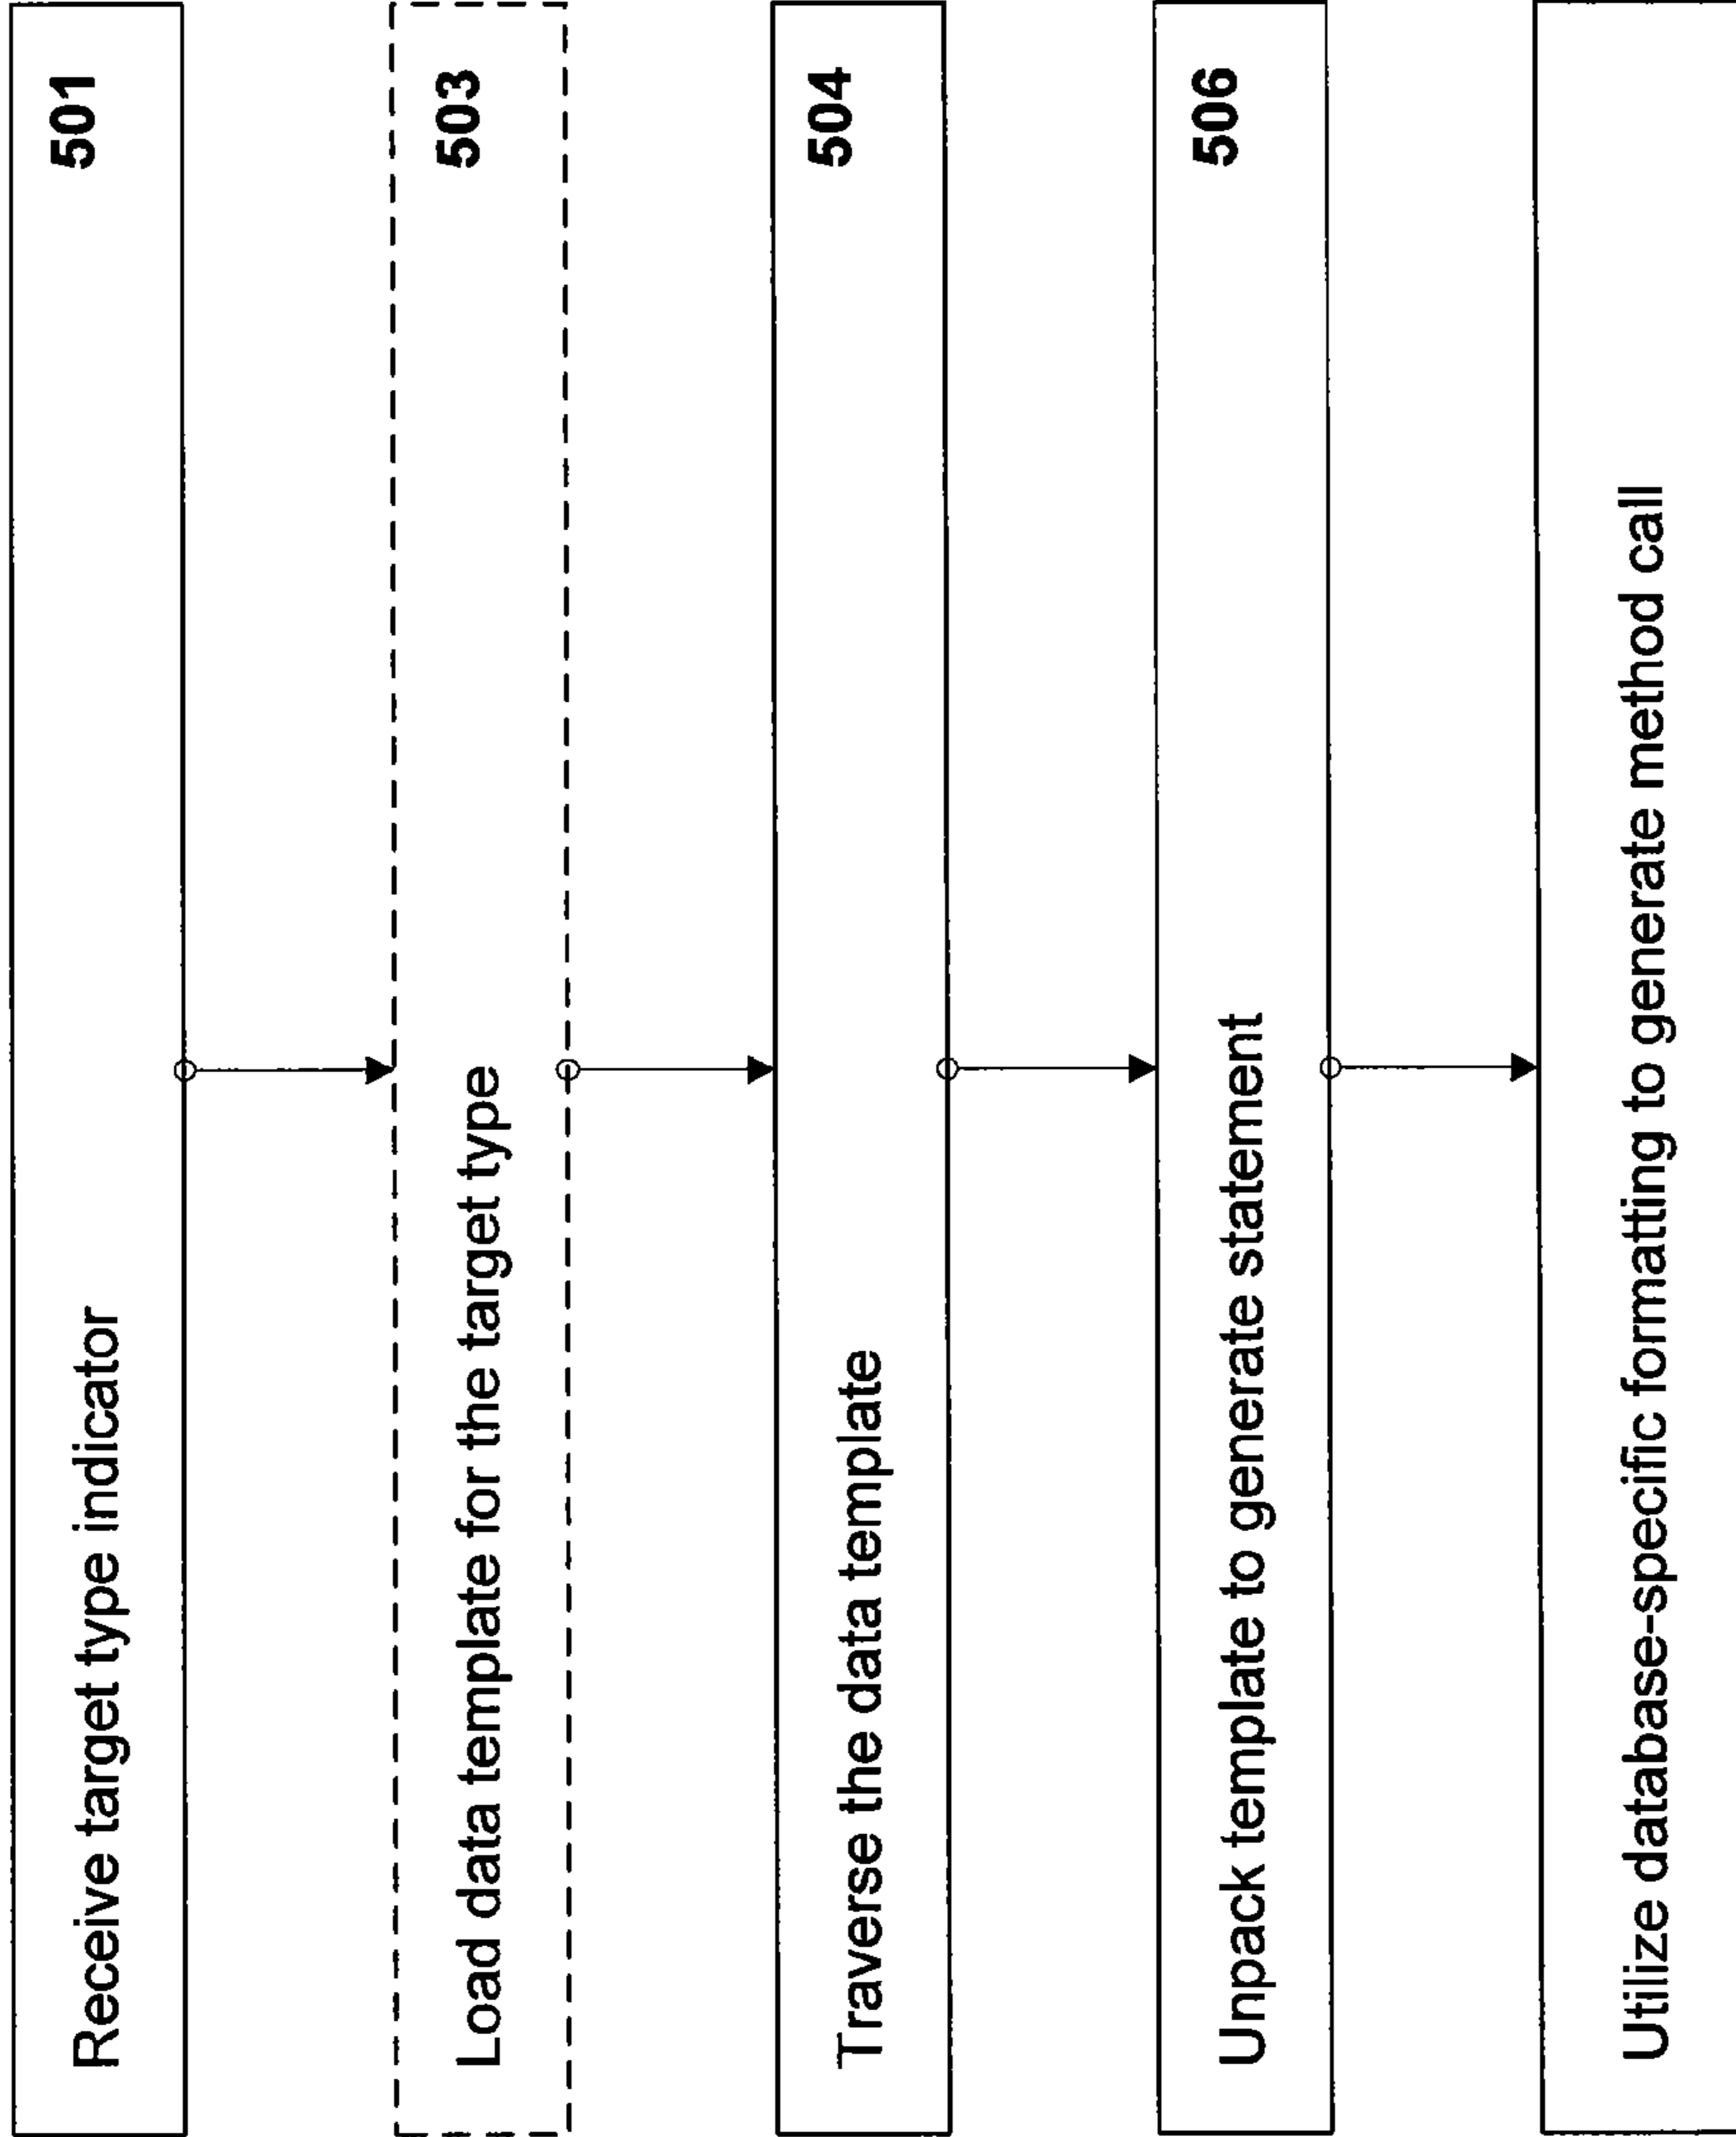 Receive target type indicator 501
Load data template for the target type 503
Traverse the data template 504
Unpack template to generate statement 506
Utilize database-specific formatting to generate method call